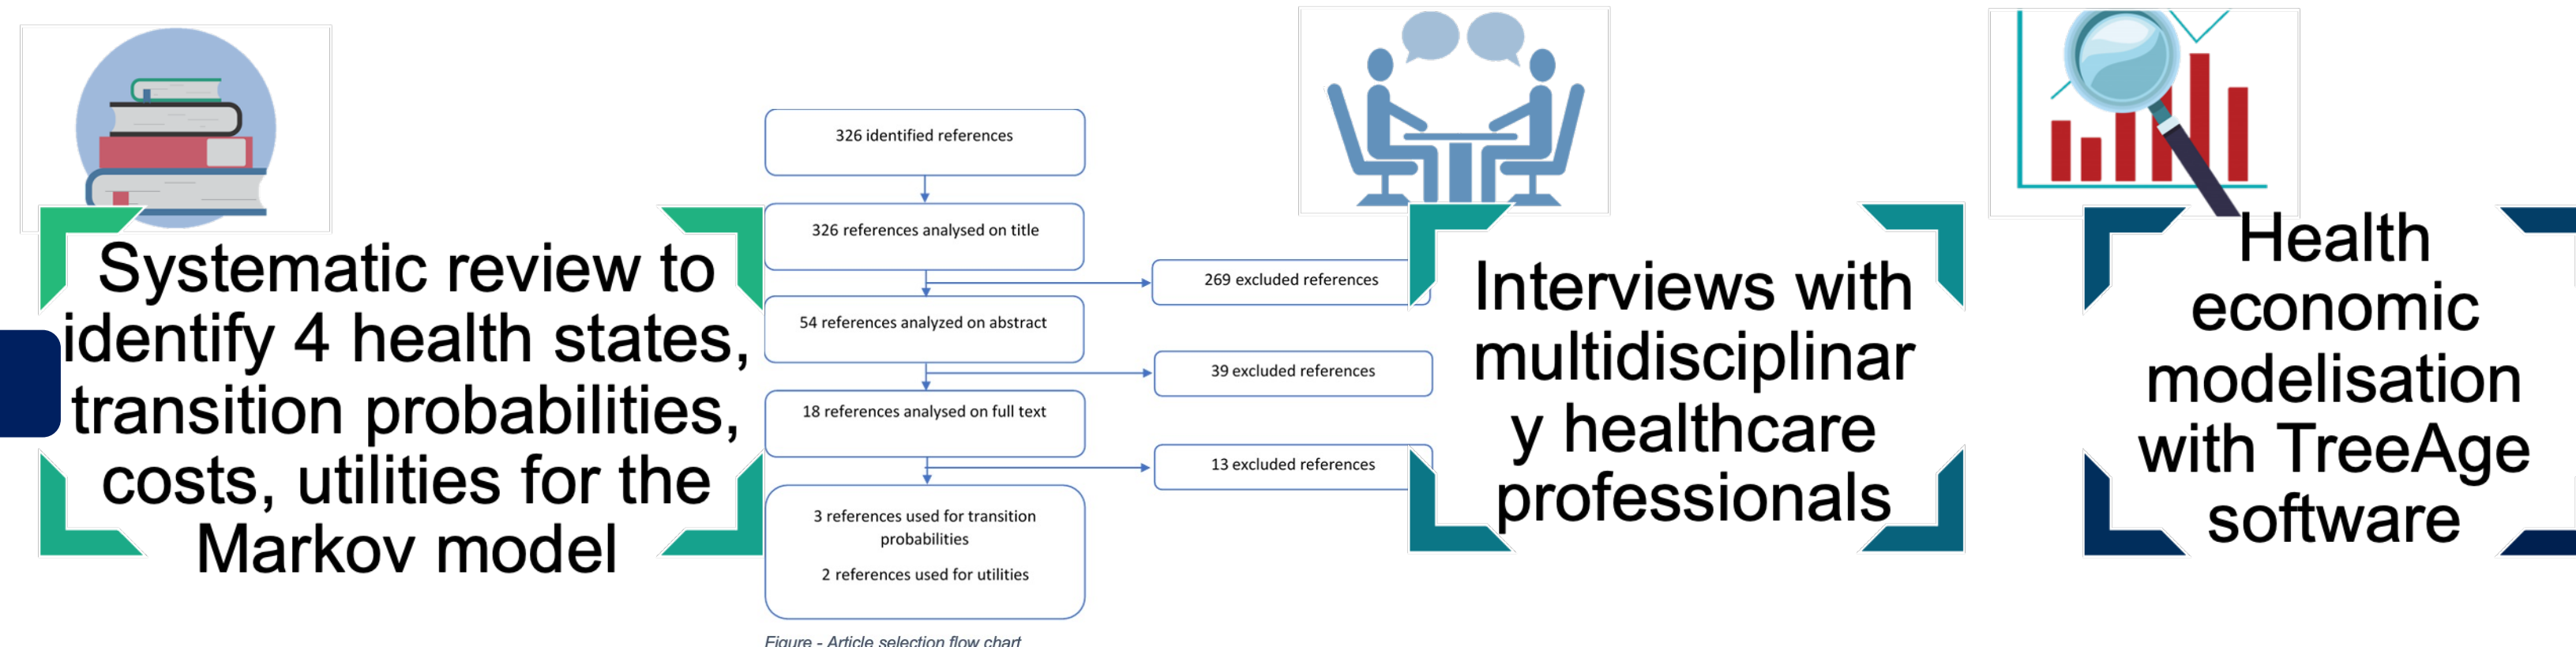 Systematic review to
identify 4 health states,
transition probabilities,
costs, utilities for the
Markov model
326 identified references
326 references analysed on title
269 excluded references
54 references analyzed on abstract
39 excluded references
18 references analysed on full text
13 excluded references
3 references used for transition
probabilities
2 references used for utilities
Figure - Article selection flow chart
Interviews with
multidisciplinar
y healthcare
professionals
Health
economic
modelisation
with TreeAge
software